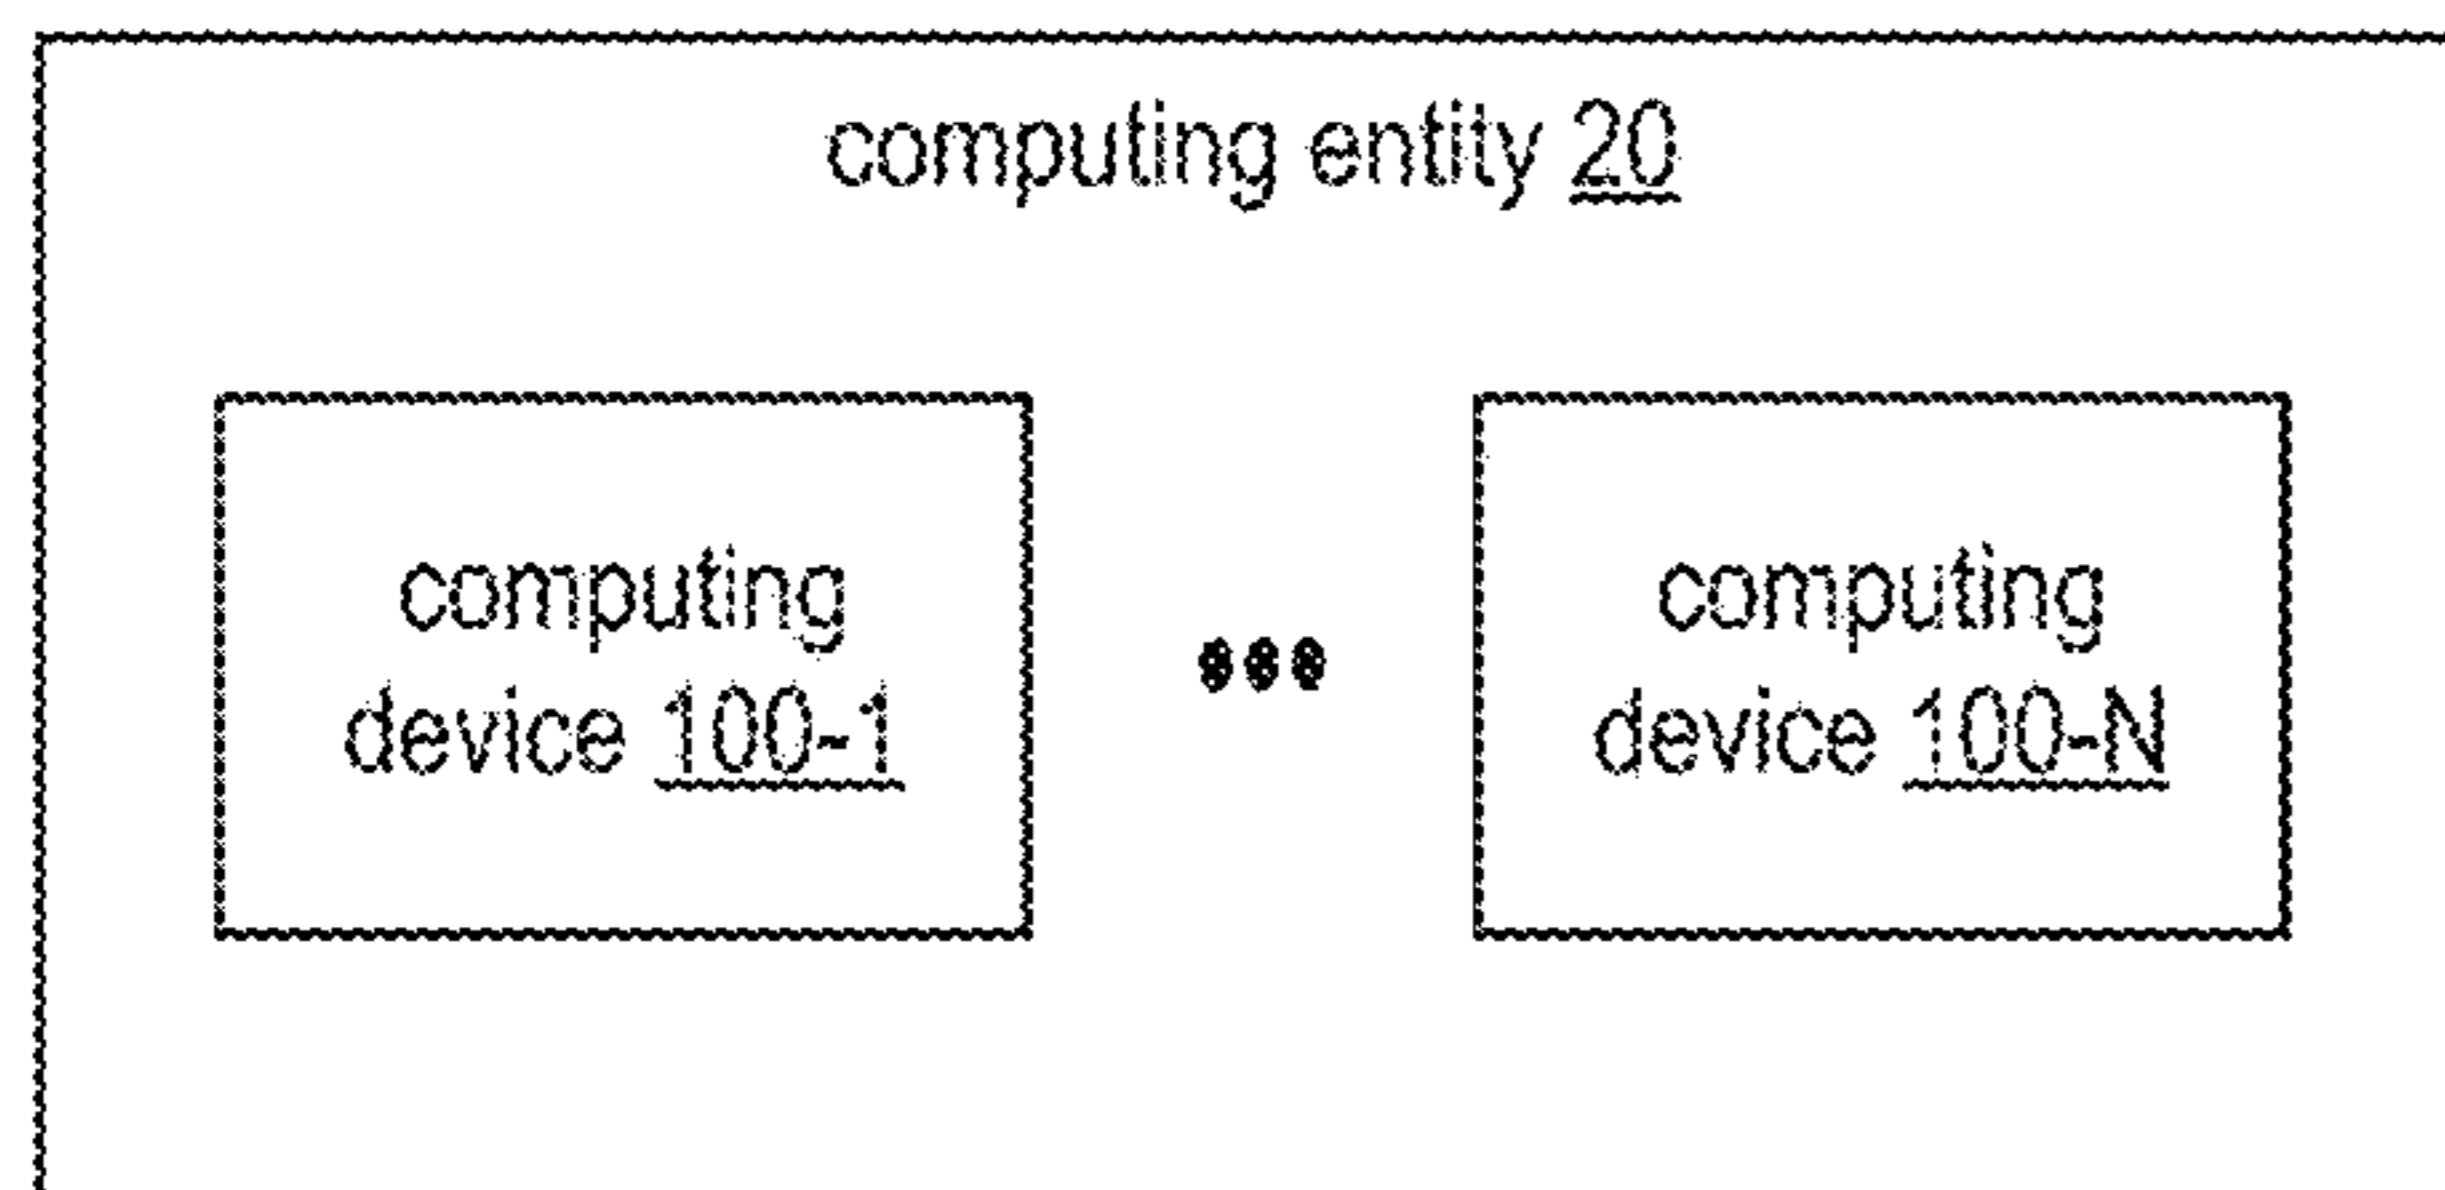 computing entity 20
computing
device 100-1
computing
device 100-N